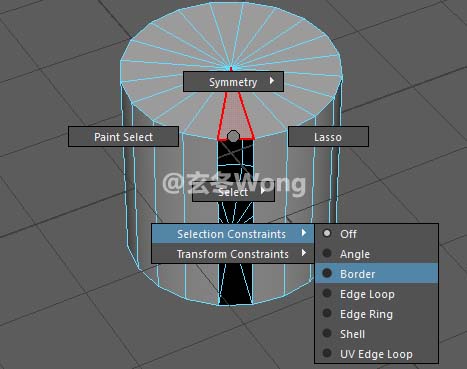 Symmetry
Paint Select
Lasso
@玄冬Wong
Select
Selection Constraints
Transform Constraints
Off
Angle
Border
Edge Loop
Edge Ring
Shell
UV Edge Loop